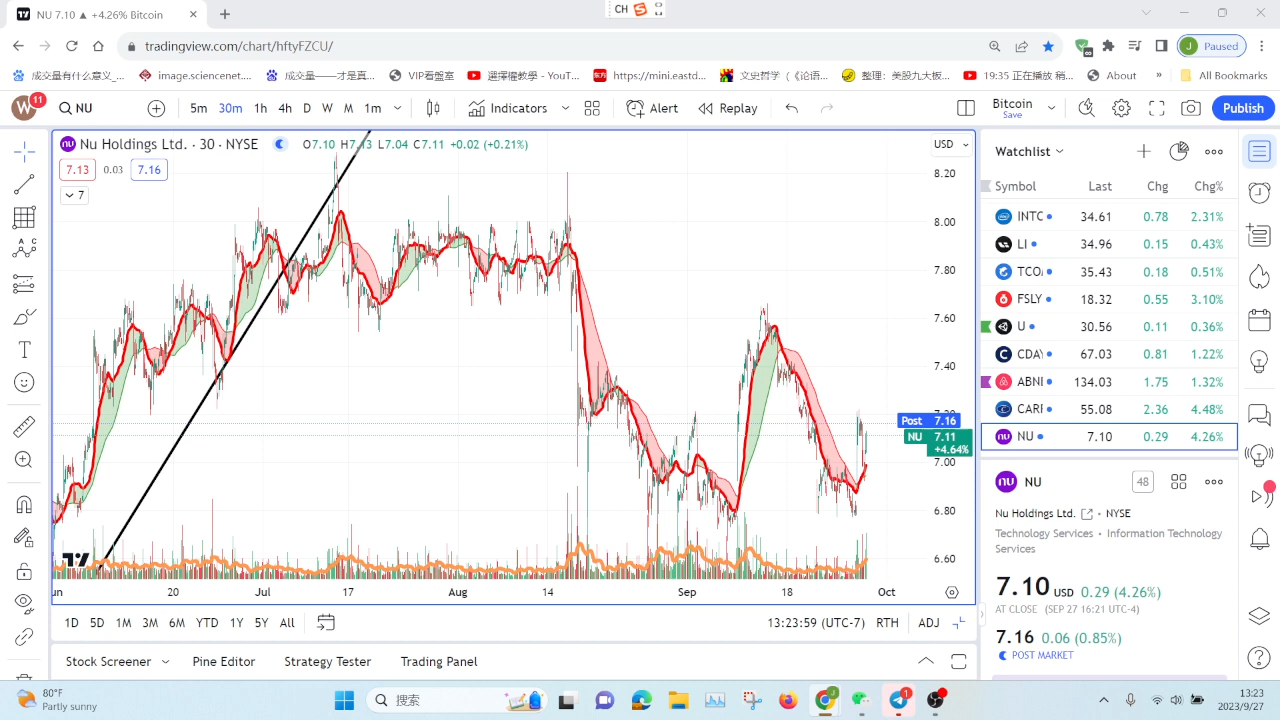 NU 7.10 ▲ +4.26% Bitcoin
CH
tradingview.com/chart/hftyFZCU/
J Paused
成交量有什么意义_...
image.sciencenet....
成交量——才是真...
VIP看盤室
選擇權教學 - YouT...
东方 https://mini.eastd...
文史哲（《论语...
整理：美股九大板...
19:35 正在播放 稍...
About
»
All Bookmarks
W 11
NU
5m 30m 1h 4h D W M 1m
Indicators
Alert
Replay
Bitcoin
Save
Publish
nu Nu Holdings Ltd. · 30 · NYSE
O7.10 H7.13 L7.04 C7.11 +0.02 (+0.21%)
USD
7.13 0.03 7.16
7
8.20
8.00
7.80
7.60
7.40
7.20
Post 7.16
NU 7.11
+4.64%
7.00
6.80
6.60
un 20 Jul 17 Aug 14 Sep 18 Oct
1D 5D 1M 3M 6M YTD 1Y 5Y All
13:23:59 (UTC-7) RTH ADJ
Stock Screener Pine Editor Strategy Tester Trading Panel
Watchlist
Symbol Last Chg Chg%
INTC 34.61 0.78 2.31%
LI 34.96 0.15 0.43%
TCO 35.43 0.18 0.51%
FSLY 18.32 0.55 3.10%
U 30.56 0.11 0.36%
CDAY 67.03 0.81 1.22%
ABNI 134.03 1.75 1.32%
CARI 55.08 2.36 4.48%
nu NU 7.10 0.29 4.26%
nu NU 48
Nu Holdings Ltd. • NYSE
Technology Services • Information Technology
Services
7.10 USD 0.29 (4.26%)
AT CLOSE (SEP 27 16:21 UTC-4)
7.16 0.06 (0.85%)
POST MARKET
80°F
Partly sunny
搜索
1
13:23
2023/9/27